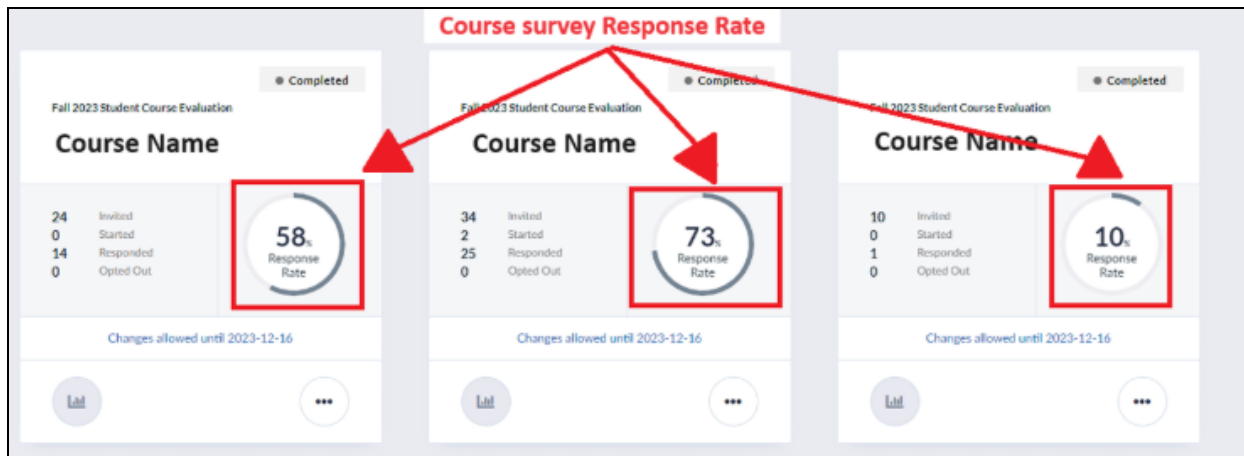 Course survey Response Rate
Completed
Fall 2023 Student Course Evaluation
Course Name
24 Invited
0 Started
14 Responded
0 Opted Out
58%
Response
Rate
Changes allowed until 2023-12-16
Completed
Fall 2023 Student Course Evaluation
Course Name
34 Invited
2 Started
25 Responded
0 Opted Out
73%
Response
Rate
Changes allowed until 2023-12-16
Completed
Fall 2023 Student Course Evaluation
Course Name
10 Invited
0 Started
1 Responded
0 Opted Out
10%
Response
Rate
Changes allowed until 2023-12-16